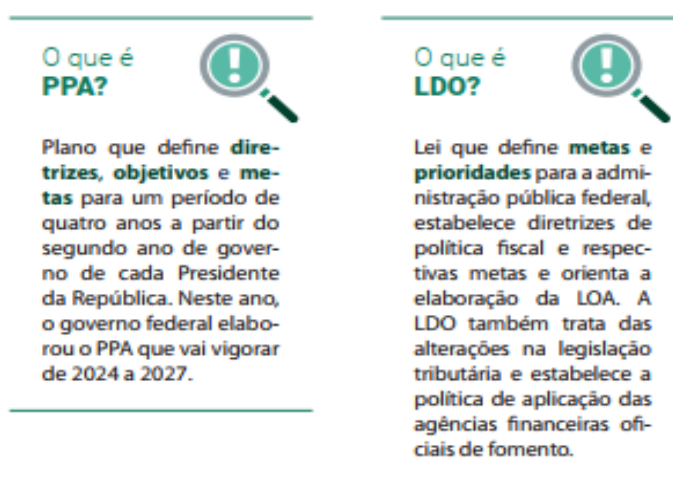 O que é
PPA?
Plano que define dire-
trizes, objetivos e me-
tas para um período de
quatro anos a partir do
segundo ano de gover-
no de cada Presidente
da República. Neste ano,
o governo federal elabo-
rou o PPA que vai vigorar
de 2024 a 2027.
O que é
LDO?
Lei que define metas e
prioridades para a admi-
nistração pública federal,
estabelece diretrizes de
política fiscal e respec-
tivas metas e orienta a
elaboração da LOA. A
LDO também trata das
alterações na legislação
tributária e estabelece a
política de aplicação das
agências financeiras ofi-
ciais de fomento.